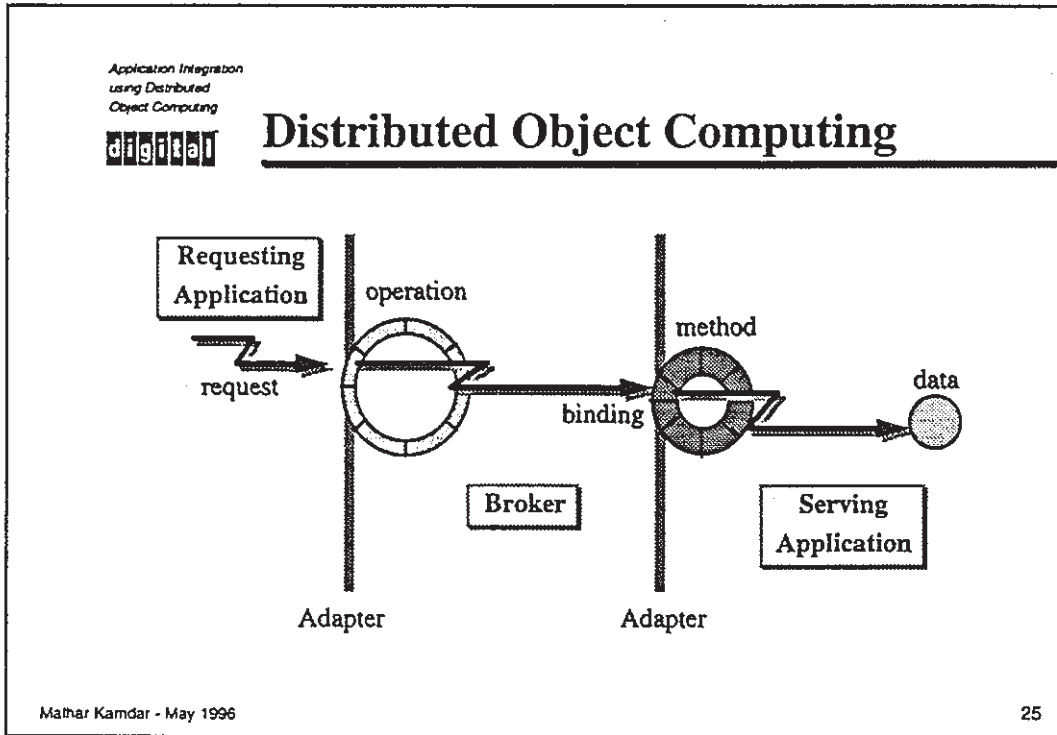 Application Integration
using Distributed
Object Computing
digital
Distributed Object Computing
Requesting
Application
operation
request
method
binding
data
Broker
Serving
Application
Adapter
Adapter
Mathar Kamdar - May 1996
25